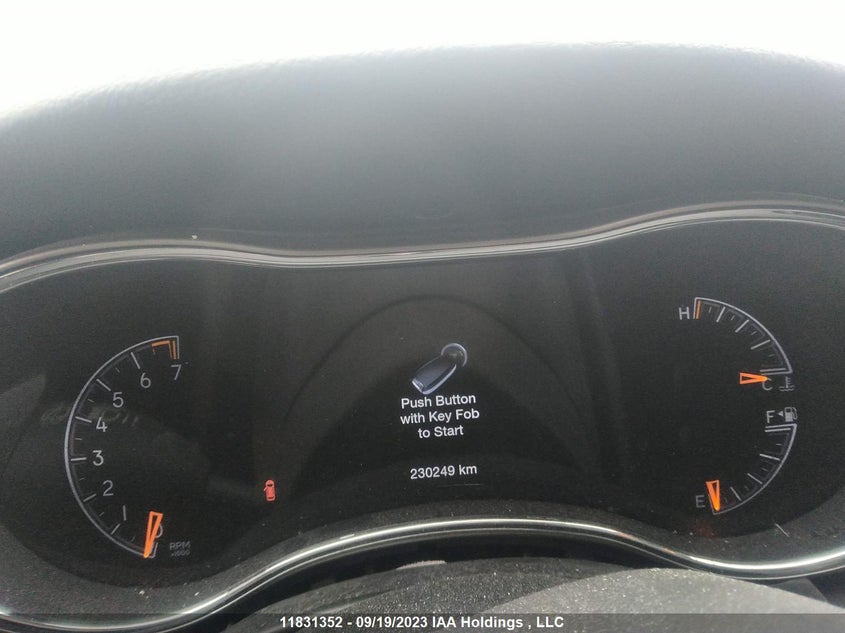 7
6
5
4
3
2
1
0
RPM
×1000
Push Button
with Key Fob
to Start
230249 km
H
C
F
E
11831352 - 09/19/2023 IAA Holdings , LLC